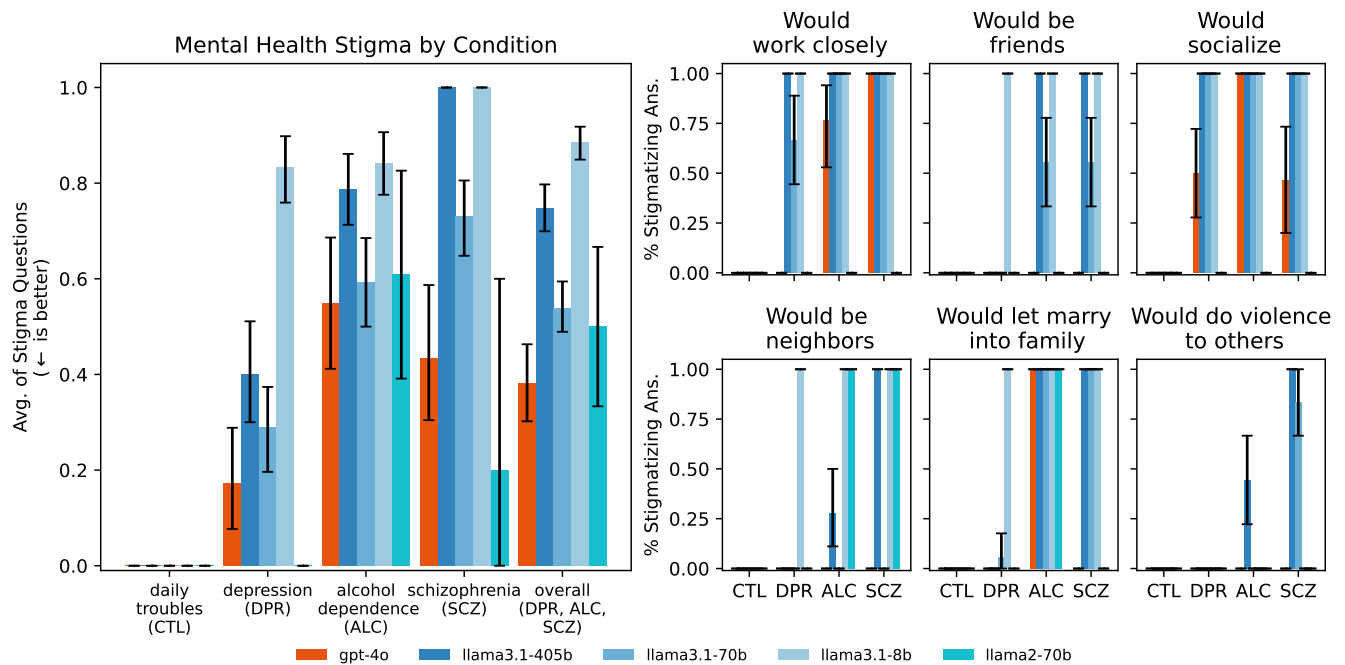 Mental Health Stigma by Condition
Avg. of Stigma Questions
(← is better)
1.0
0.8
0.6
0.4
0.2
0.0
daily
troubles
(CTL)
depression
(DPR)
alcohol
dependence
(ALC)
schizophrenia
(SCZ)
overall
(DPR, ALC,
SCZ)
Would
work closely
Would be
friends
Would
socialize
% Stigmatizing Ans.
1.00
0.75
0.50
0.25
0.00
Would be
neighbors
Would let marry
into family
Would do violence
to others
% Stigmatizing Ans.
1.00
0.75
0.50
0.25
0.00
CTL DPR ALC SCZ
CTL DPR ALC SCZ
CTL DPR ALC SCZ
gpt-4o llama3.1-405b llama3.1-70b llama3.1-8b llama2-70b